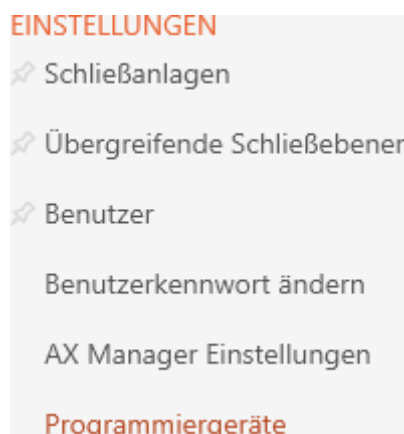 EINSTELLUNGEN
Schließanlagen
Übergreifende Schließebenen
Benutzer
Benutzerkennwort ändern
AX Manager Einstellungen
Programmiergeräte